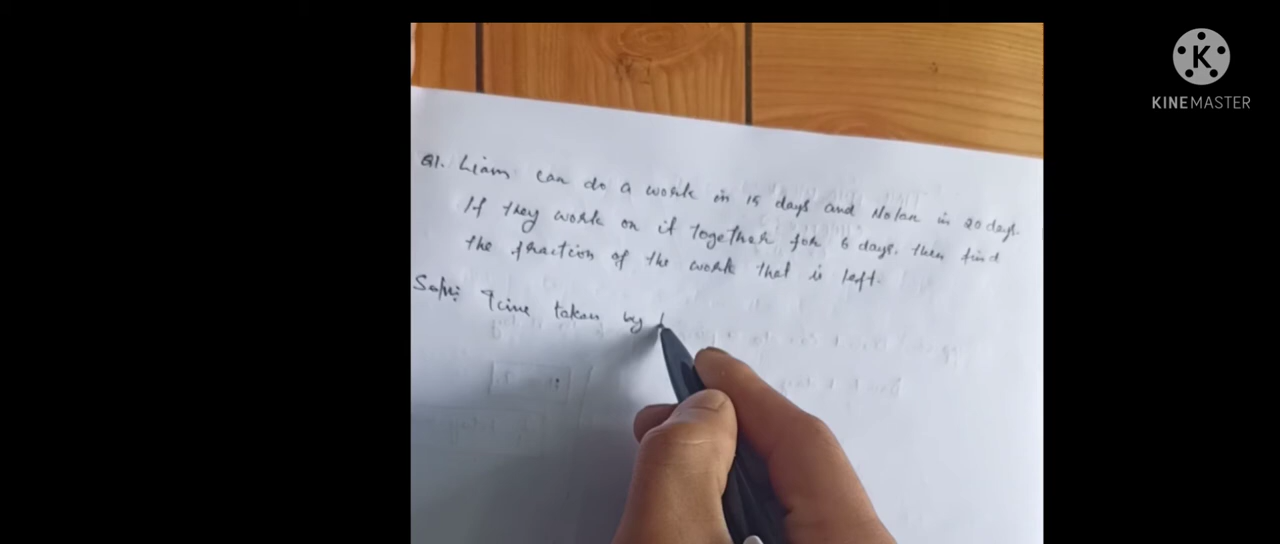 Q1. Liam can do a work in 15 days and Nolan in 20 days.
If they work on it together for 6 days, then find
the fraction of the work that is left.
Soln: Time taken by
K
KINEMASTER